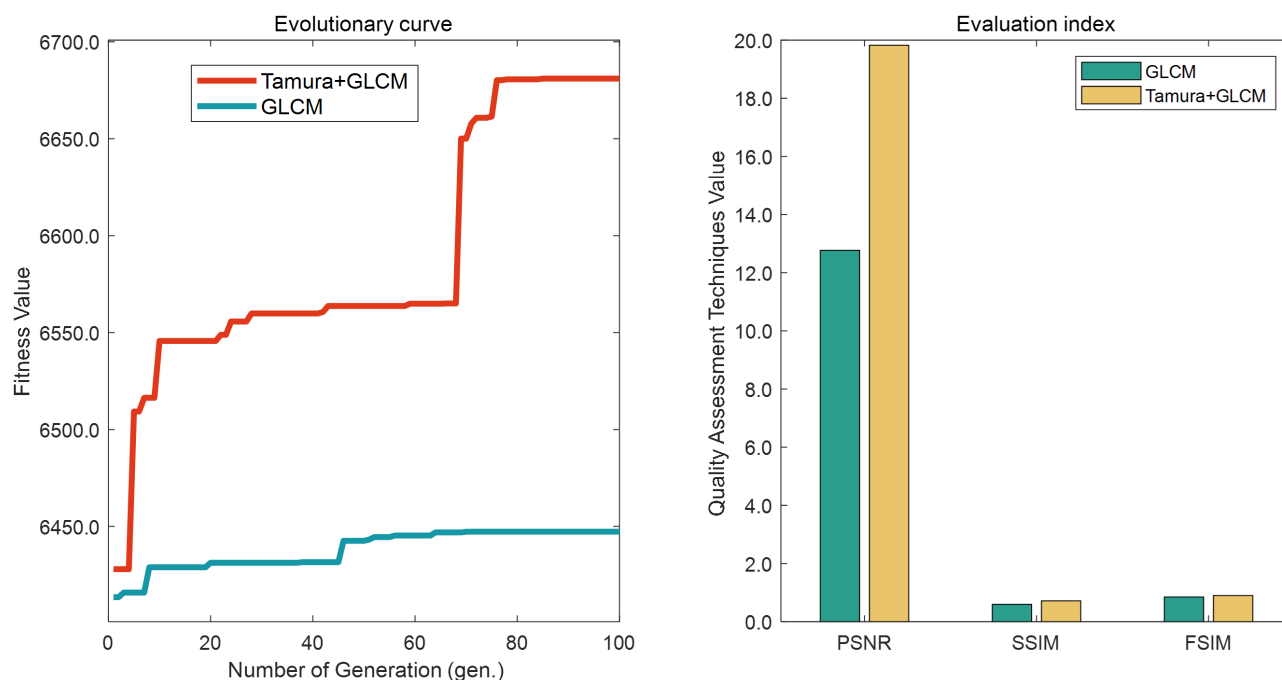 Evolutionary curve
6700.0
6650.0
6600.0
6550.0
6500.0
6450.0
Fitness Value
Tamura+GLCM
GLCM
0
20
40
60
80
100
Number of Generation (gen.)
Evaluation index
20.0
18.0
16.0
14.0
12.0
10.0
8.0
6.0
4.0
2.0
0.0
Quality Assessment Techniques Value
GLCM
Tamura+GLCM
PSNR
SSIM
FSIM